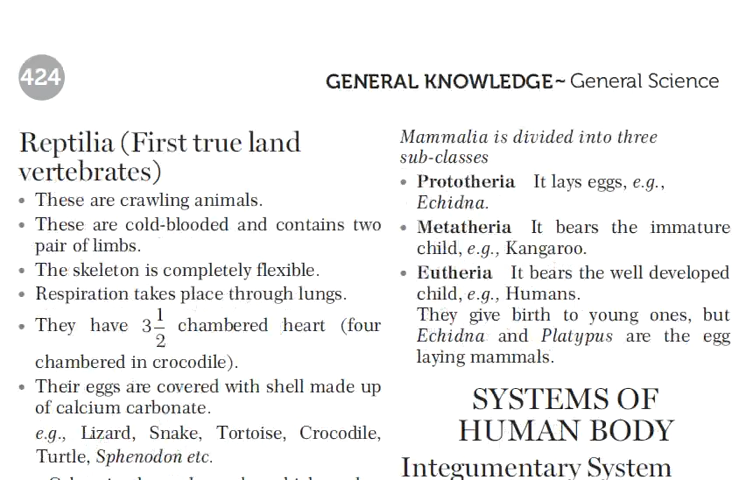 424
GENERAL KNOWLEDGE~ General Science
Reptilia (First true land
vertebrates)
• These are crawling animals.
• These are cold-blooded and contains two
pair of limbs.
• The skeleton is completely flexible.
• Respiration takes place through lungs.
• They have 3 1/2 chambered heart (four
chambered in crocodile).
• Their eggs are covered with shell made up
of calcium carbonate.
e.g., Lizard, Snake, Tortoise, Crocodile,
Turtle, Sphenodon etc.
Mammalia is divided into three
sub-classes
• Prototheria It lays eggs, e.g.,
Echidna.
• Metatheria It bears the immature
child, e.g., Kangaroo.
• Eutheria It bears the well developed
child, e.g., Humans.
They give birth to young ones, but
Echidna and Platypus are the egg
laying mammals.
SYSTEMS OF
HUMAN BODY
Integumentary System